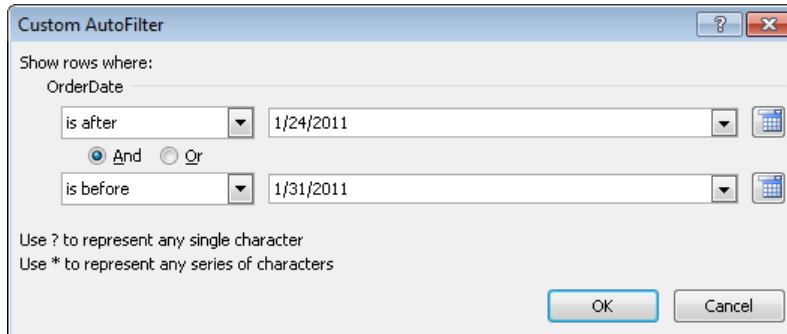 Custom AutoFilter
?
Show rows where:
OrderDate
is after 1/24/2011
And Or
is before 1/31/2011
Use ? to represent any single character
Use * to represent any series of characters
OK Cancel